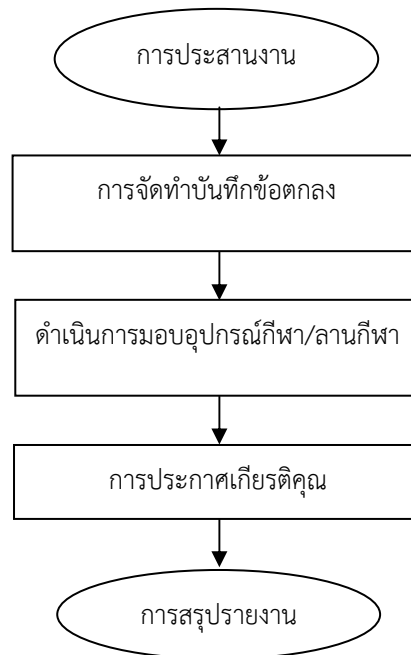 การประสานงาน
การจัดทำบันทึกข้อตกลง
ดำเนินการมอบอุปกรณ์กีฬา/ลานกีฬา
การประกาศเกียรติคุณ
การสรุปรายงาน